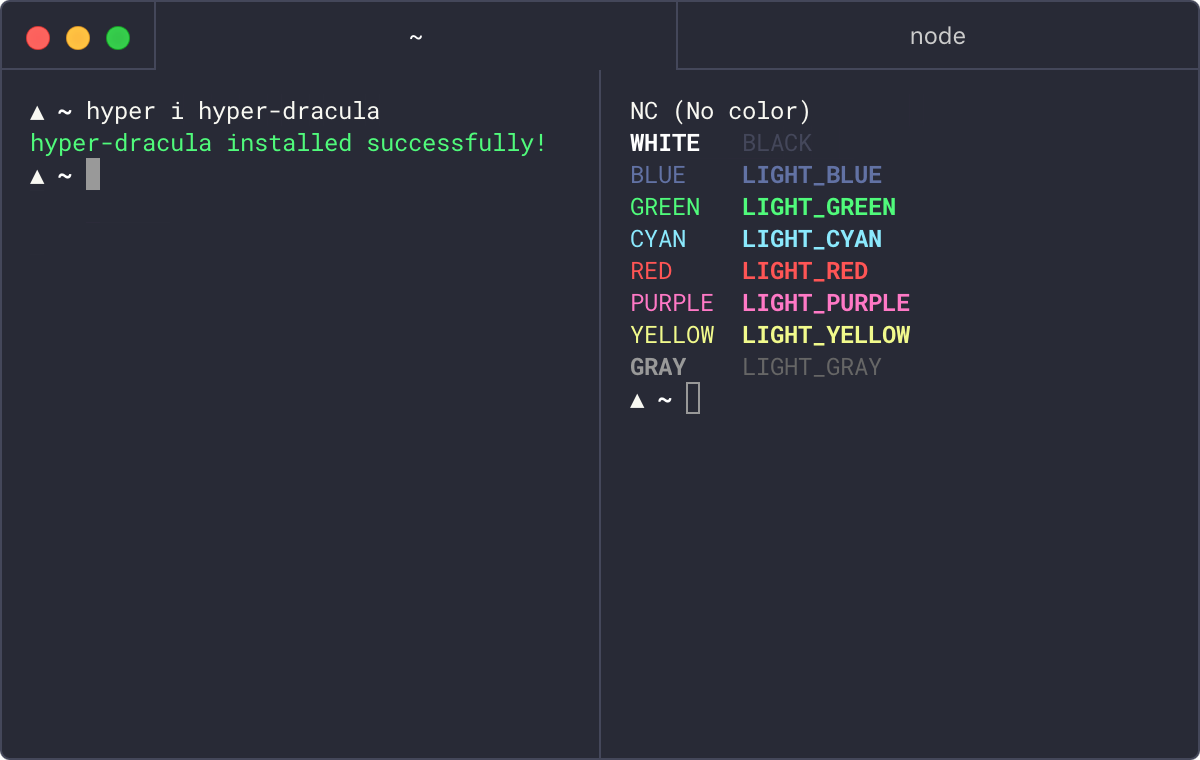 ~
node
▲ ~ hyper i hyper-dracula
hyper-dracula installed successfully!
▲ ~
NC (No color)
WHITE BLACK
BLUE LIGHT_BLUE
GREEN LIGHT_GREEN
CYAN LIGHT_CYAN
RED LIGHT_RED
PURPLE LIGHT_PURPLE
YELLOW LIGHT_YELLOW
GRAY LIGHT_GRAY
▲ ~